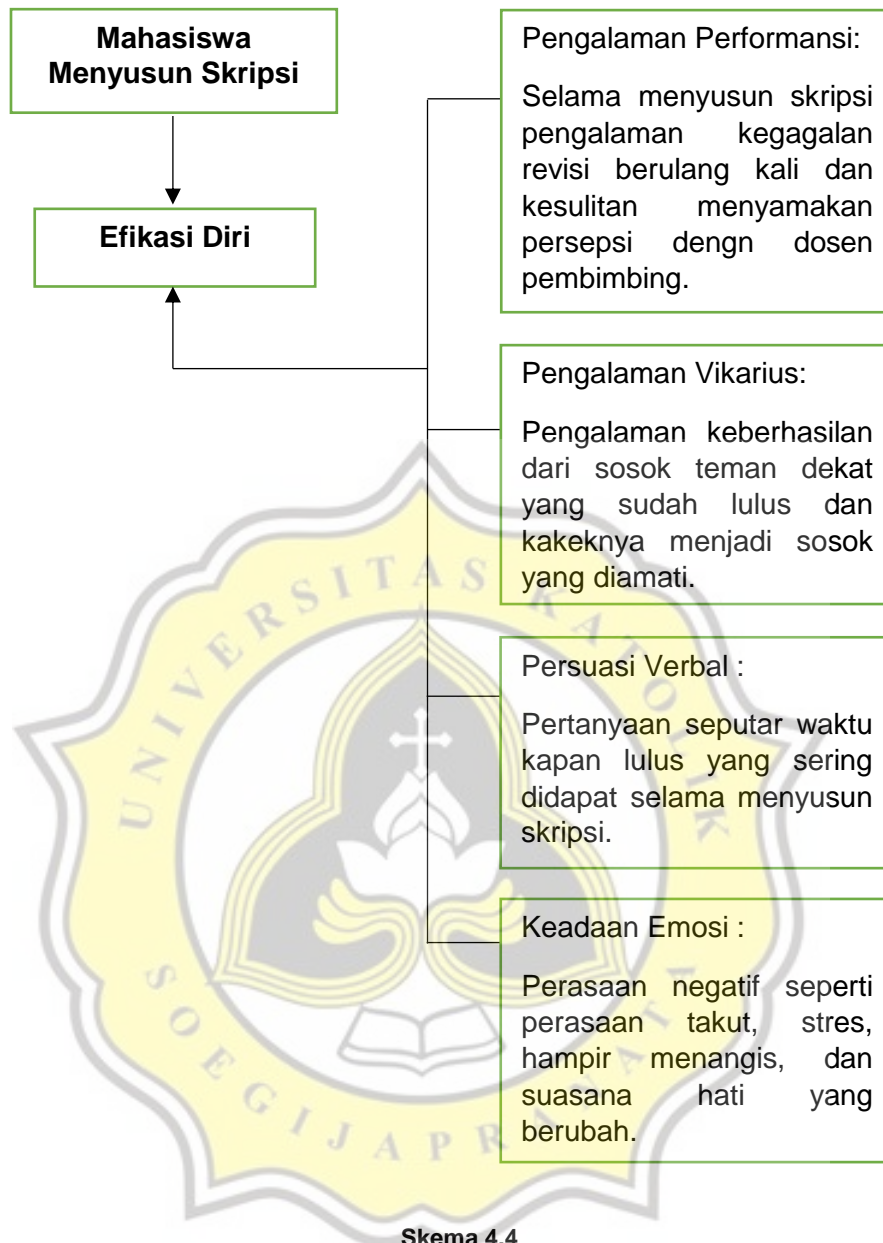 Mahasiswa
Menyusun Skripsi
Efikasi Diri
Pengalaman Performansi:
Selama menyusun skripsi
pengalaman kegagalan
revisi berulang kali dan
kesulitan menyamakan
persepsi dengn dosen
pembimbing.
Pengalaman Vikarius:
Pengalaman keberhasilan
dari sosok teman dekat
yang sudah lulus dan
kakeknya menjadi sosok
yang diamati.
Persuasi Verbal :
Pertanyaan seputar waktu
kapan lulus yang sering
didapat selama menyusun
skripsi.
Keadaan Emosi :
Perasaan negatif seperti
perasaan takut, stres,
hampir menangis, dan
suasana hati yang
berubah.
UNIVERSITAS KATOLIK
SOEGIJAPRANATA
Skema 4.4